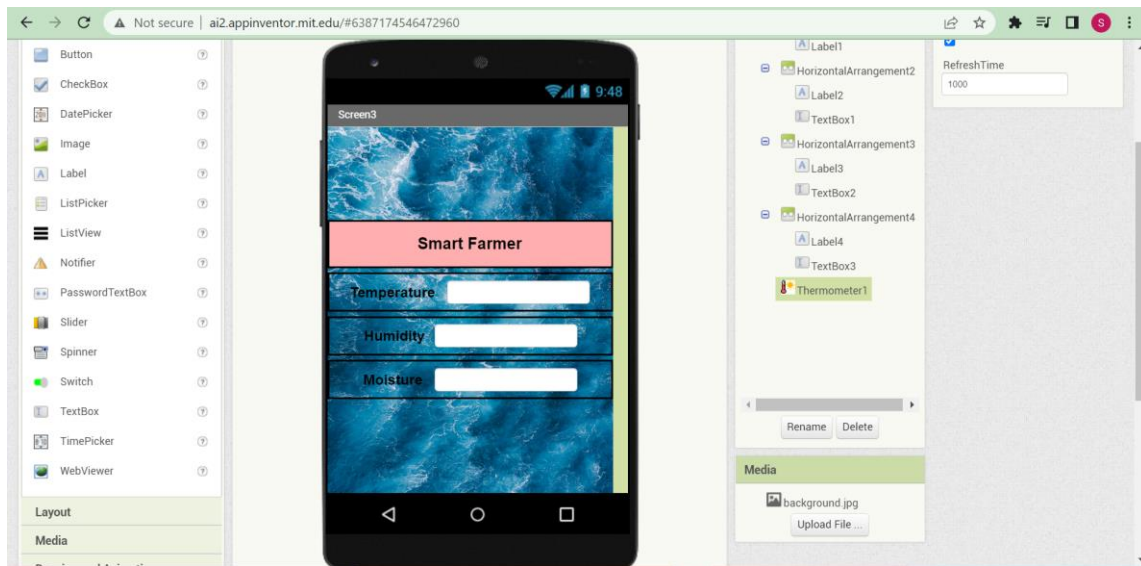 Not secure
ai2.appinventor.mit.edu/#6387174546472960
S
Button
CheckBox
DatePicker
Image
Label
ListPicker
ListView
Notifier
PasswordTextBox
Slider
Spinner
Switch
TextBox
TimePicker
WebViewer
Layout
Media
9:48
Screen3
Smart Farmer
Temperature
Humidity
Moisture
Label1
HorizontalArrangement2
Label2
TextBox1
HorizontalArrangement3
Label3
TextBox2
HorizontalArrangement4
Label4
TextBox3
Thermometer1
Rename Delete
Media
background.jpg
Upload File ...
RefreshTime
1000